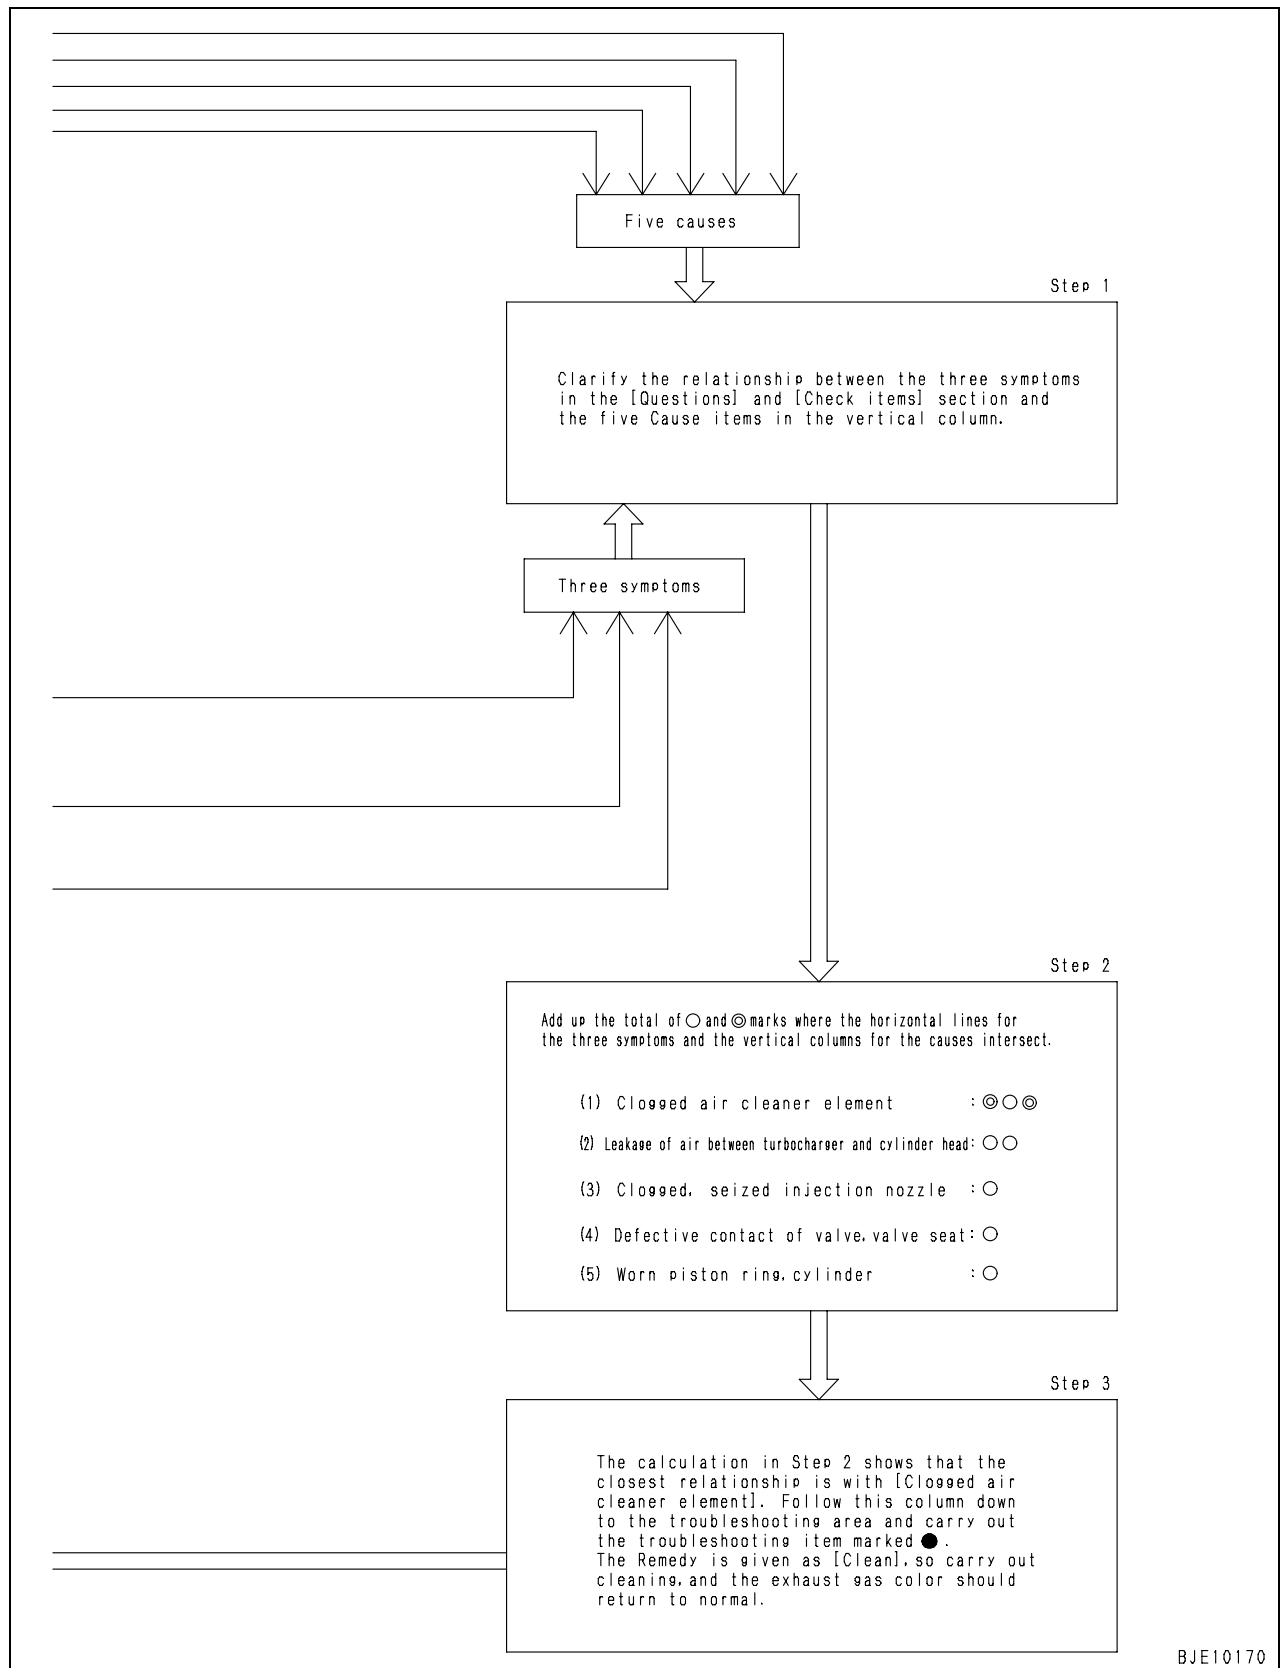 Five causes
Step 1
Clarify the relationship between the three symptoms
in the [Questions] and [Check items] section and
the five Cause items in the vertical column.
Three symptoms
Step 2
Add up the total of ○ and ◎ marks where the horizontal lines for
the three symptoms and the vertical columns for the causes intersect.
(1) Clogged air cleaner element : ◎○◎
(2) Leakage of air between turbocharger and cylinder head: ○○
(3) Clogged, seized injection nozzle : ○
(4) Defective contact of valve, valve seat: ○
(5) Worn piston ring, cylinder : ○
Step 3
The calculation in Step 2 shows that the
closest relationship is with [Clogged air
cleaner element]. Follow this column down
to the troubleshooting area and carry out
the troubleshooting item marked ●.
The Remedy is given as [Clean], so carry out
cleaning, and the exhaust gas color should
return to normal.
BJE10170